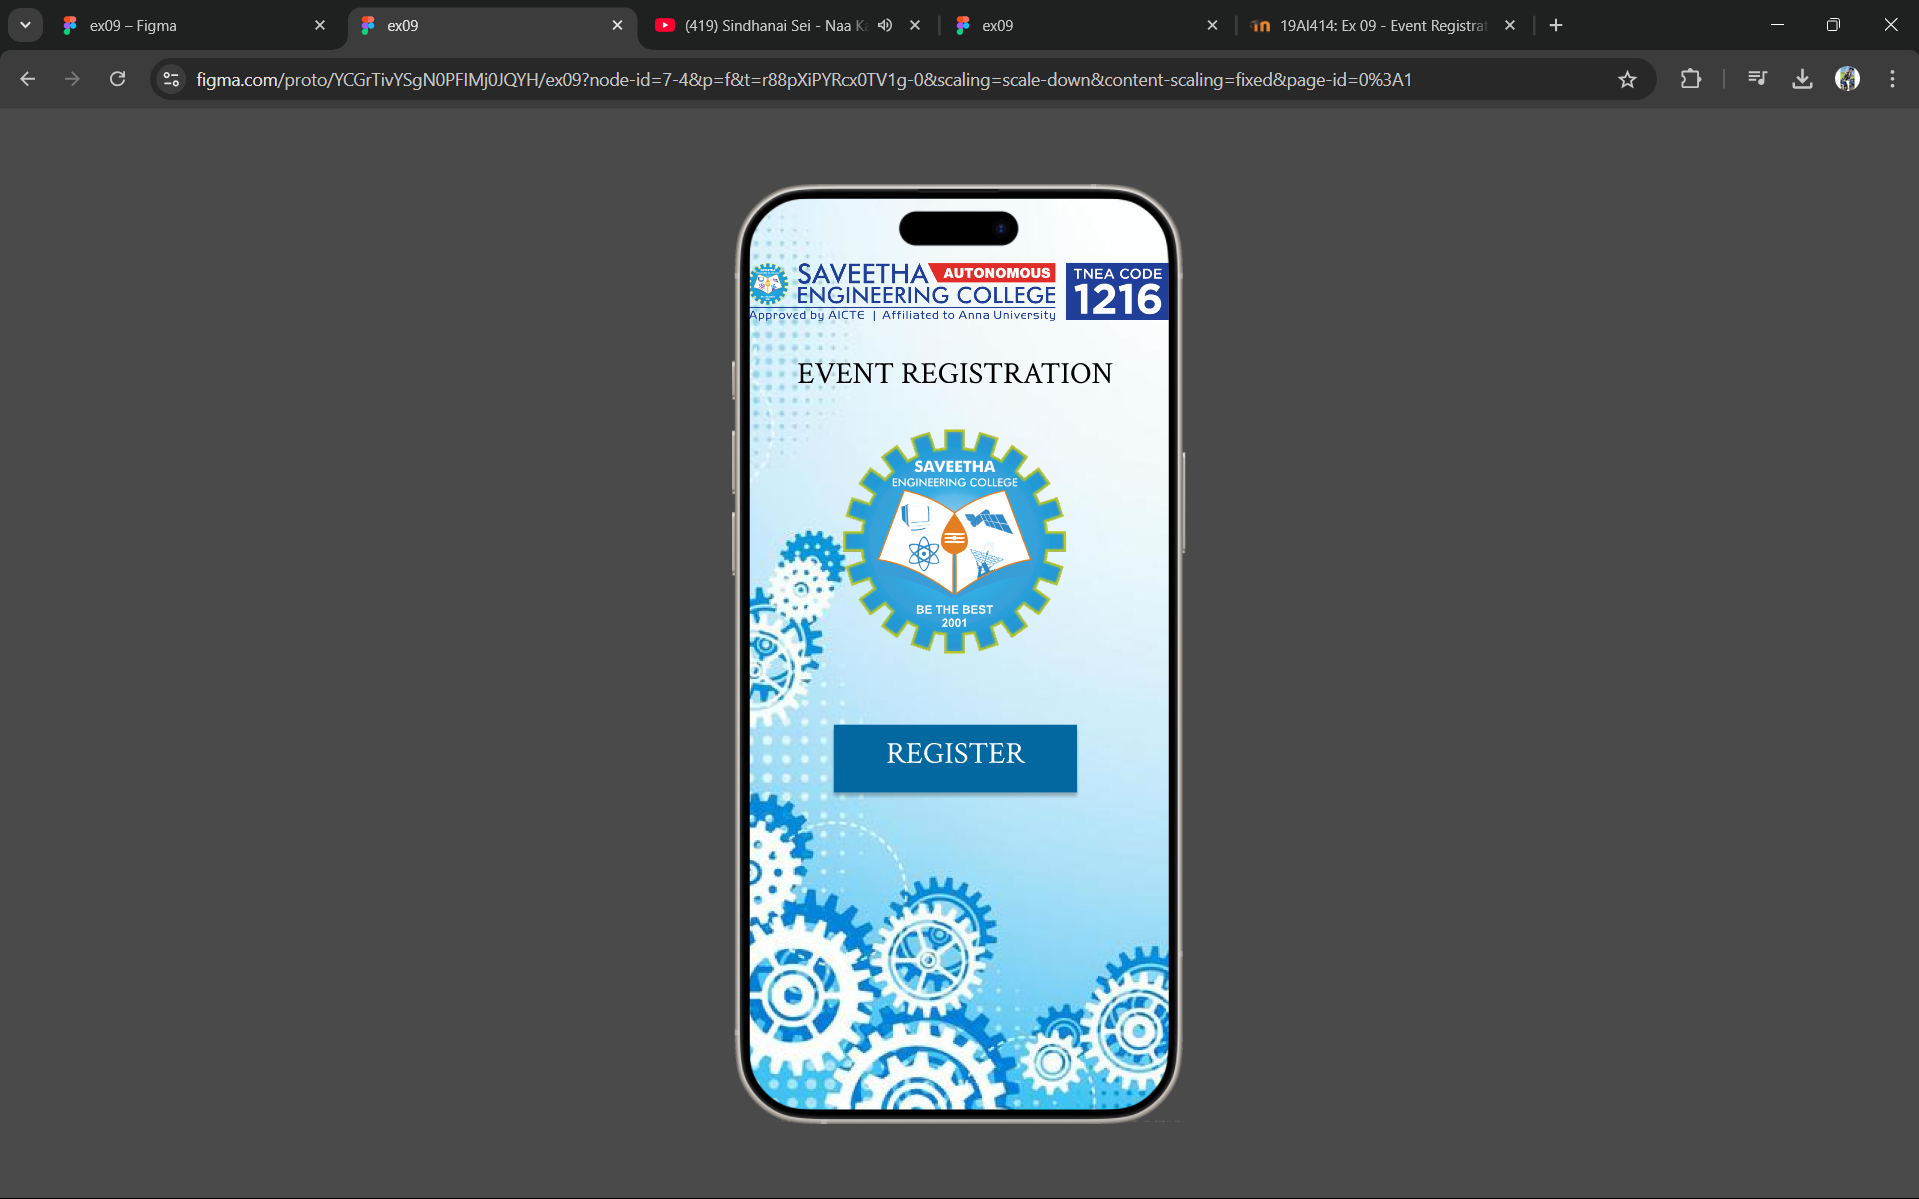 ex09 – Figma
ex09
(419) Sindhanai Sei - Naa Ka
ex09
19AI414: Ex 09 - Event Registrat
figma.com/proto/YCGrTivYSgN0PFIMj0JQYH/ex09?node-id=7-4&p=f&t=r88pXiPYRcx0TV1g-0&scaling=scale-down&content-scaling=fixed&page-id=0%3A1
SAVEETHA AUTONOMOUS
ENGINEERING COLLEGE
Approved by AICTE | Affiliated to Anna University
TNEA CODE
1216
EVENT REGISTRATION
SAVEETHA
ENGINEERING COLLEGE
BE THE BEST
2001
REGISTER